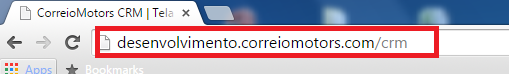 CorreioMotors CRM | Tela
desenvolvimento.correiomotors.com/crm
Apps
Bookmarks